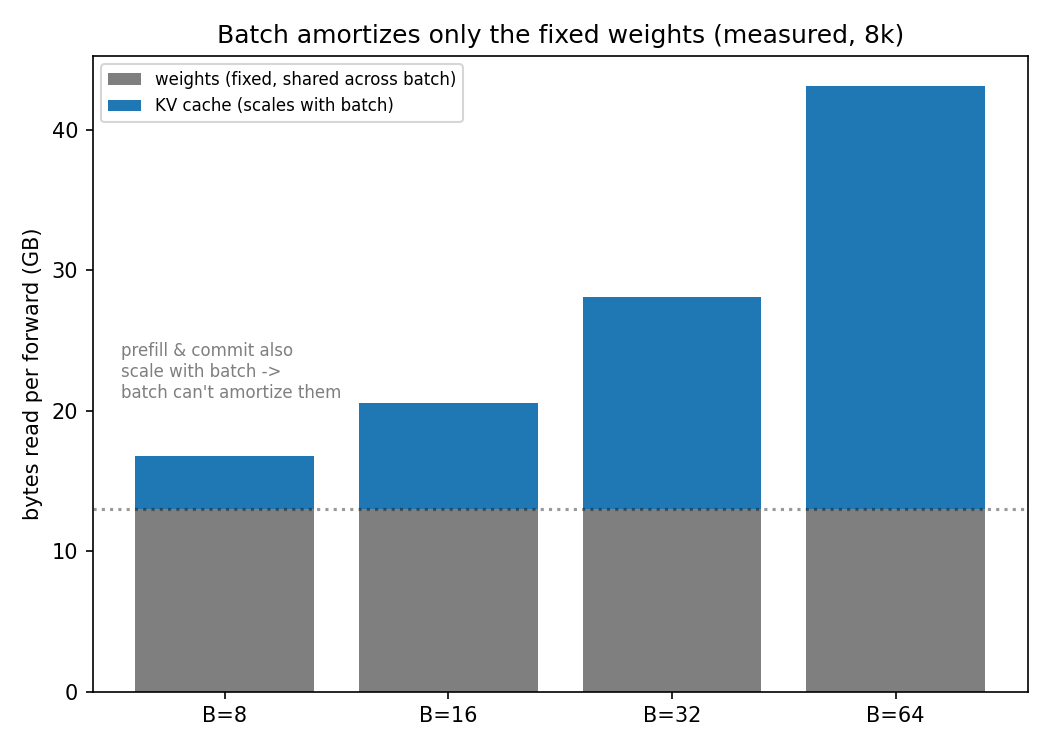 Batch amortizes only the fixed weights (measured, 8k)
weights (fixed, shared across batch)
KV cache (scales with batch)
bytes read per forward (GB)
40
30
20
10
0
prefill & commit also
scale with batch ->
batch can't amortize them
B=8
B=16
B=32
B=64